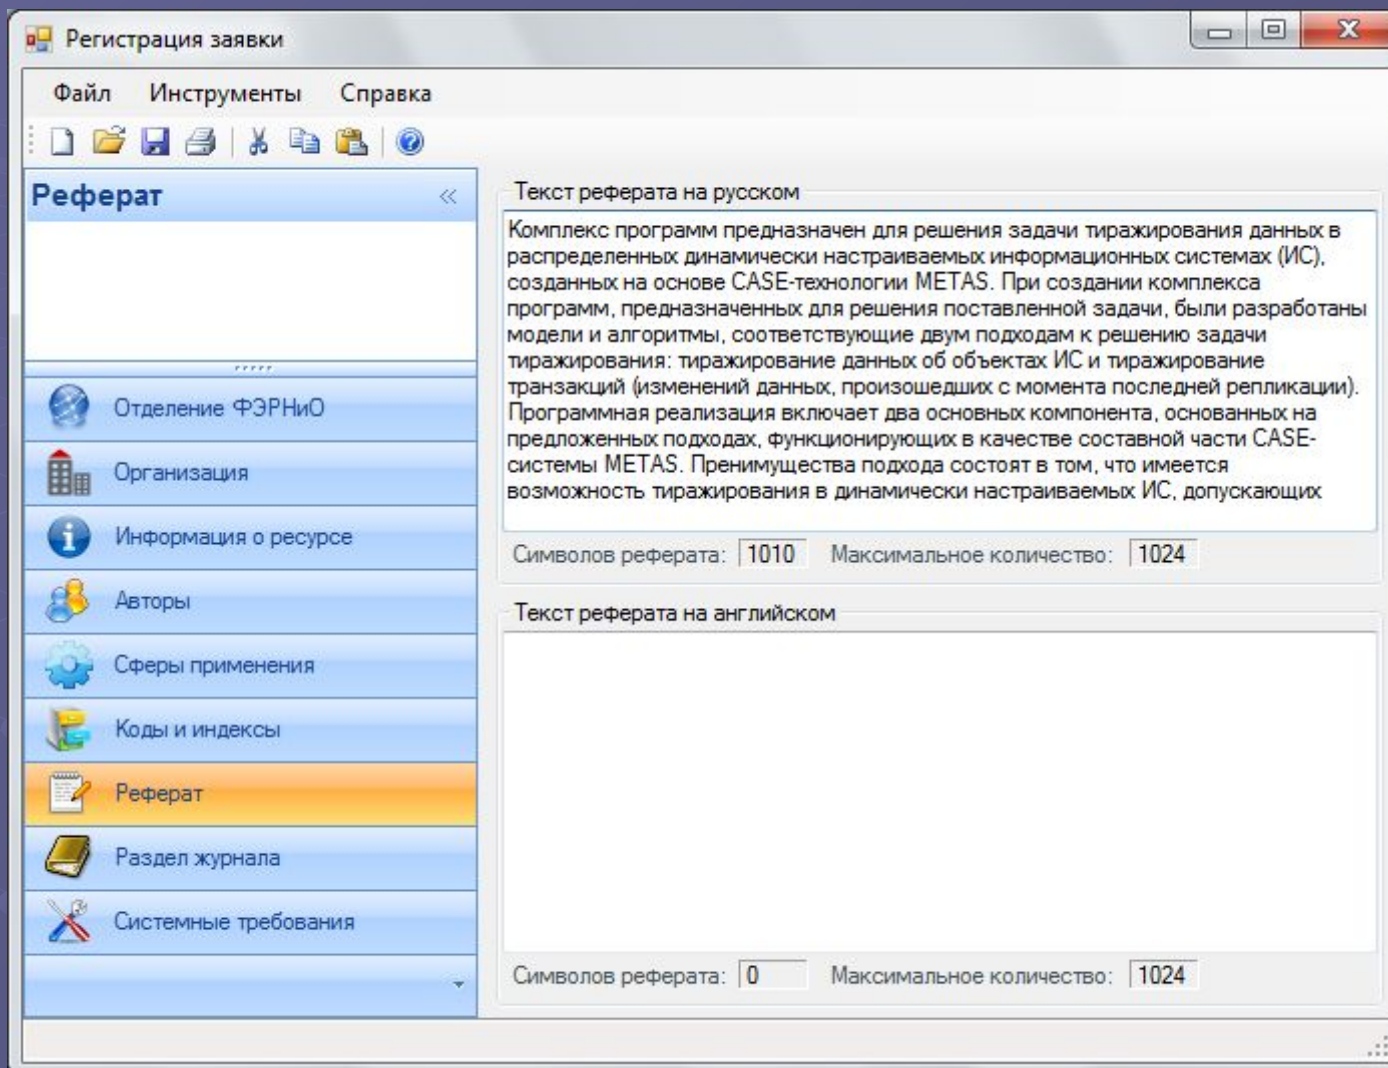 Регистрация заявки
Файл Инструменты Справка
Реферат
Отделение ФЭРНиО
Организация
Информация о ресурсе
Авторы
Сферы применения
Коды и индексы
Реферат
Раздел журнала
Системные требования
Текст реферата на русском
Комплекс программ предназначен для решения задачи тиражирования данных в
распределенных динамически настраиваемых информационных системах (ИС),
созданных на основе CASE-технологии METAS. При создании комплекса
программ, предназначенных для решения поставленной задачи, были разработаны
модели и алгоритмы, соответствующие двум подходам к решению задачи
тиражирования: тиражирование данных об объектах ИС и тиражирование
транзакций (изменений данных, произошедших с момента последней репликации).
Программная реализация включает два основных компонента, основанных на
предложенных подходах, функционирующих в качестве составной части CASE-
системы METAS. Пренимущества подхода состоят в том, что имеется
возможность тиражирования в динамически настраиваемых ИС, допускающих
Символов реферата: 1010 Максимальное количество: 1024
Текст реферата на английском
Символов реферата: 0 Максимальное количество: 1024